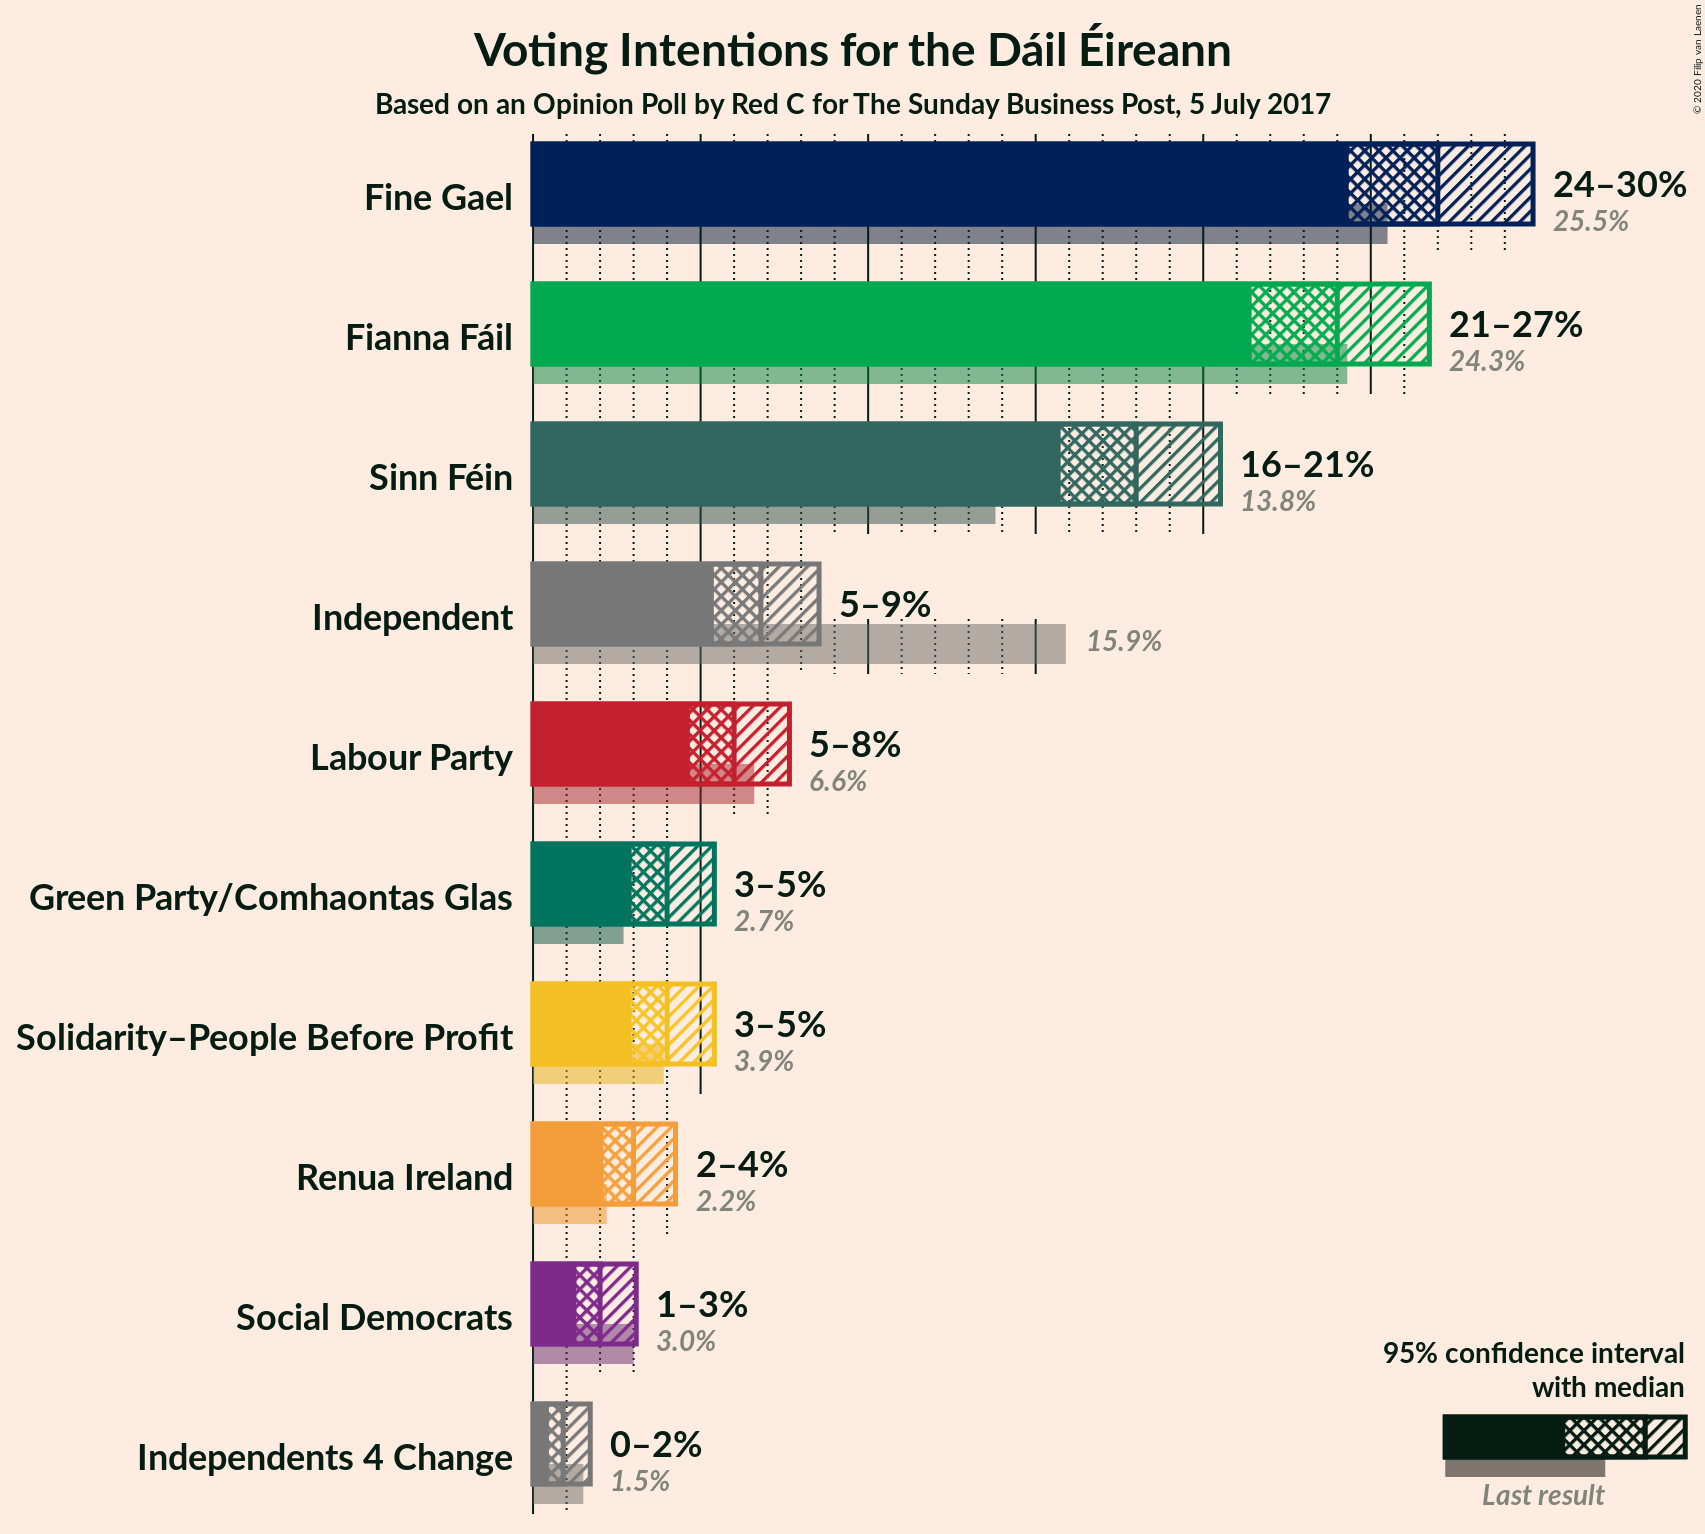 Voting Intentions for the Dáil Éireann
Based on an Opinion Poll by Red C for The Sunday Business Post, 5 July 2017
© 2020 Filip van Laenen
Fine Gael
24–30%
25.5%
Fianna Fáil
21–27%
24.3%
Sinn Féin
16–21%
13.8%
Independent
5–9%
15.9%
Labour Party
5–8%
6.6%
Green Party/Comhaontas Glas
3–5%
2.7%
Solidarity–People Before Profit
3–5%
3.9%
Renua Ireland
2–4%
2.2%
Social Democrats
1–3%
3.0%
Independents 4 Change
0–2%
1.5%
95% confidence interval
with median
Last result